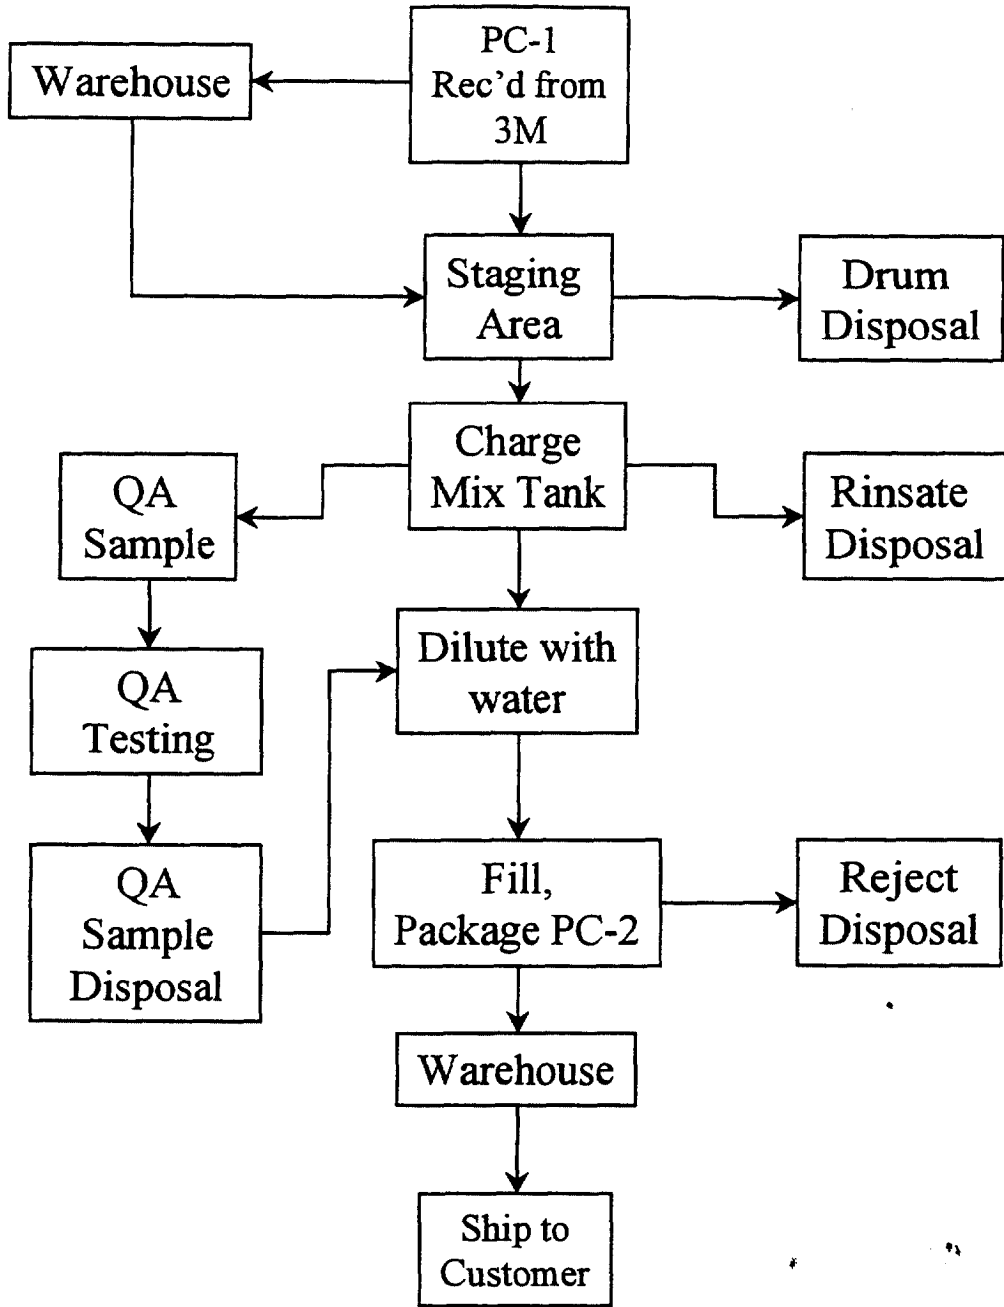 PC-1
Rec'd from
3M
Warehouse
Staging
Area
Drum
Disposal
Charge
Mix Tank
QA
Sample
Rinsate
Disposal
Dilute with
water
QA
Testing
QA
Sample
Disposal
Fill,
Package PC-2
Reject
Disposal
Warehouse
Ship to
Customer